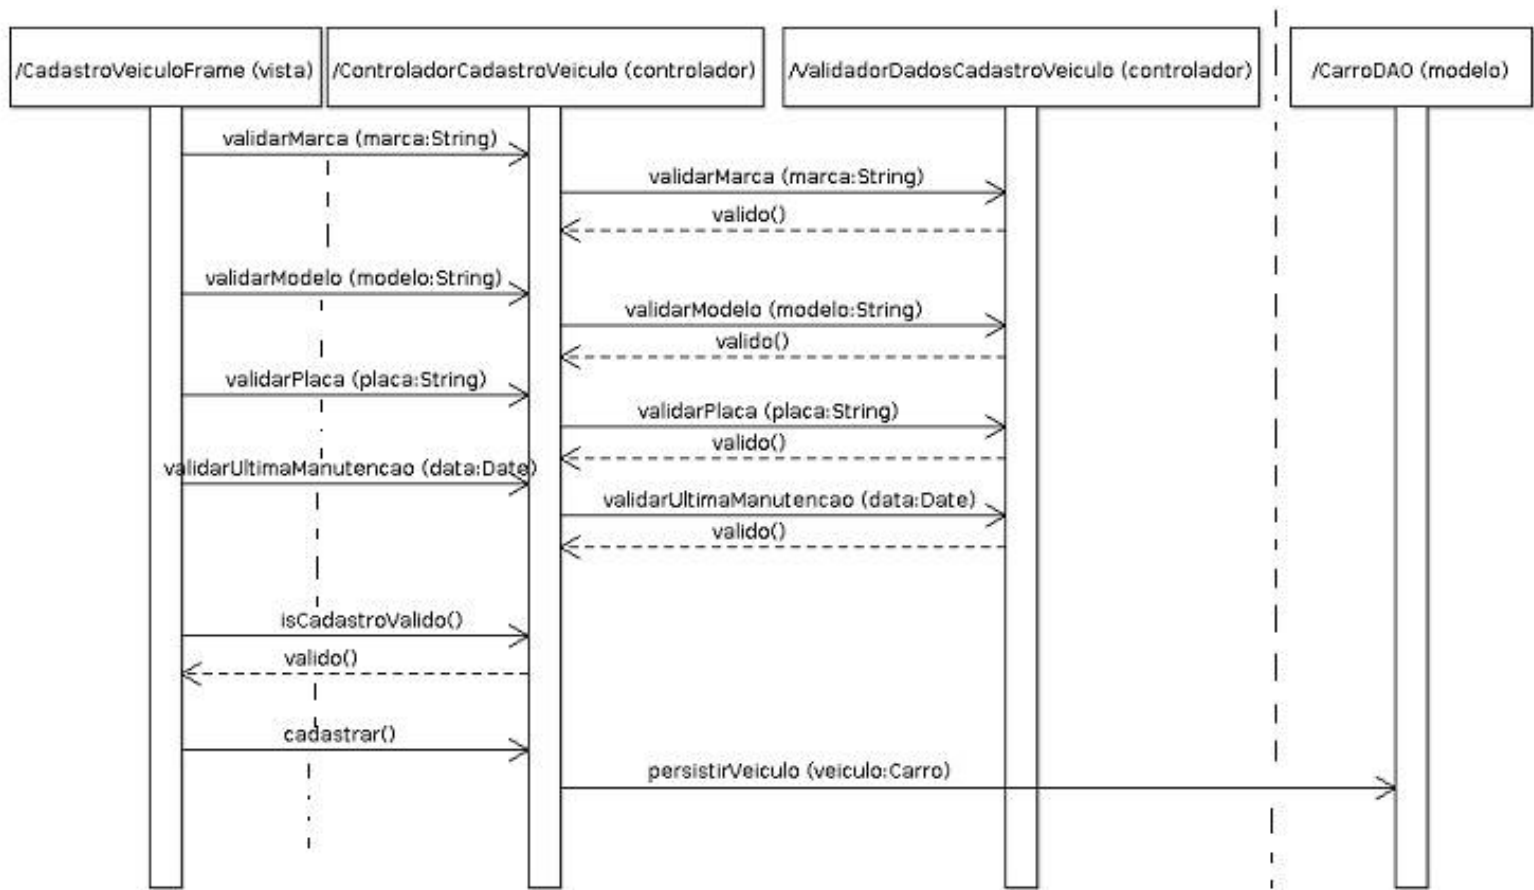 /CadastroVeiculoFrame (vista)
/ControladorCadastroVeiculo (controlador)
/ValidadorDadosCadastroVeiculo (controlador)
/CarroDAO (modelo)
validarMarca (marca:String)
validarMarca (marca:String)
valido()
validarModelo (modelo:String)
validarModelo (modelo:String)
valido()
validarPlaca (placa:String)
validarPlaca (placa:String)
valido()
validarUltimaManutencao (data:Date)
validarUltimaManutencao (data:Date)
valido()
isCadastroValido()
valido()
cadastrar()
persistirVeiculo (veiculo:Carro)